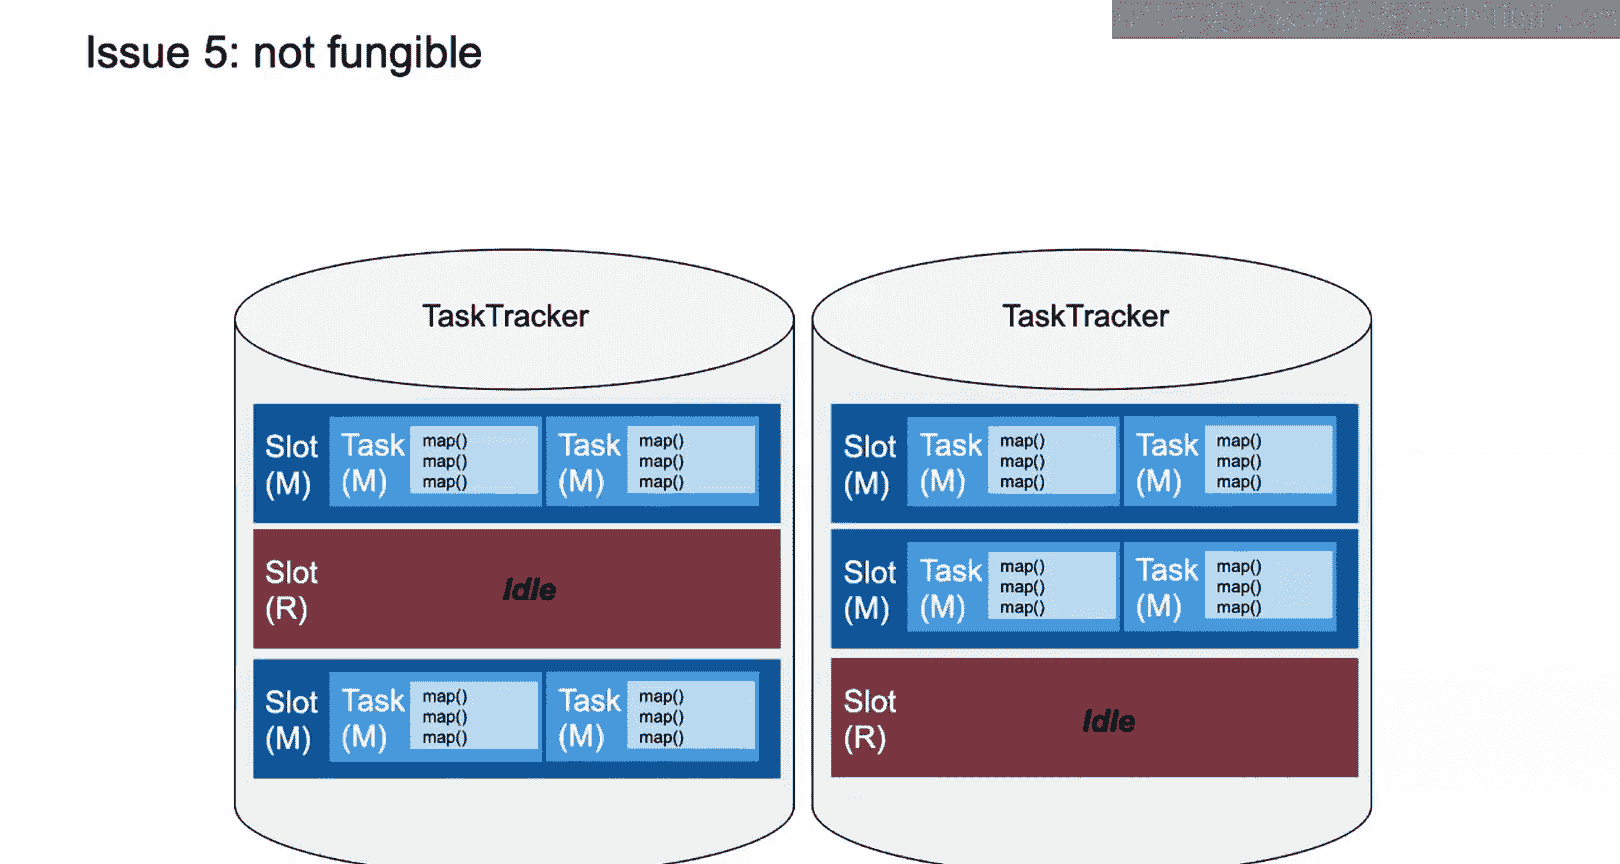 Issue 5: not fungible
TaskTracker
Slot
(M)
Task
(M)
map()
map()
map()
Task
(M)
map()
map()
map()
Slot
(R)
Idle
Slot
(M)
Task
(M)
map()
map()
map()
Task
(M)
map()
map()
map()
TaskTracker
Slot
(M)
Task
(M)
map()
map()
map()
Task
(M)
map()
map()
map()
Slot
(M)
Task
(M)
map()
map()
map()
Task
(M)
map()
map()
map()
Slot
(R)
Idle